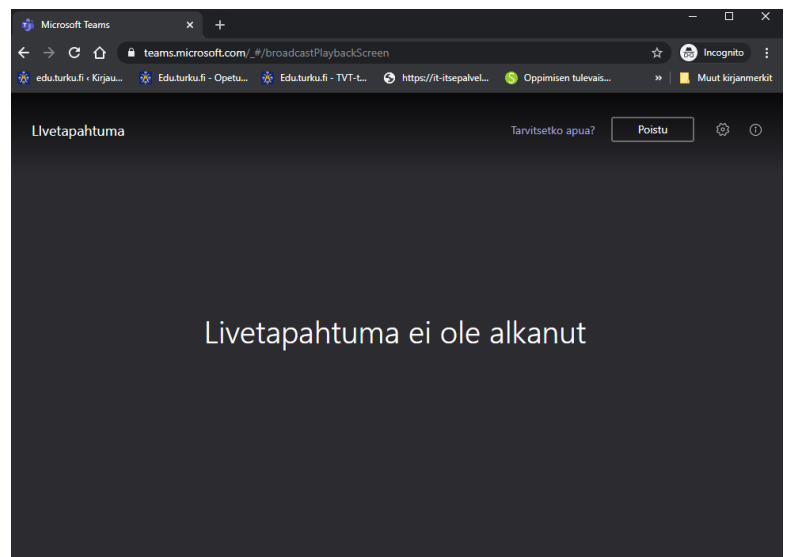 Microsoft Teams
teams.microsoft.com/_#/broadcastPlaybackScreen
Incognito
edu.turku.fi ‹ Kirjau...
Edu.turku.fi - Opetu...
Edu.turku.fi - TVT-t...
https://it-itsepalvel...
Oppimisen tulevais...
»
Muut kirjanmerkit
LIvetapahtuma
Tarvitsetko apua?
Poistu
Livetapahtuma ei ole alkanut